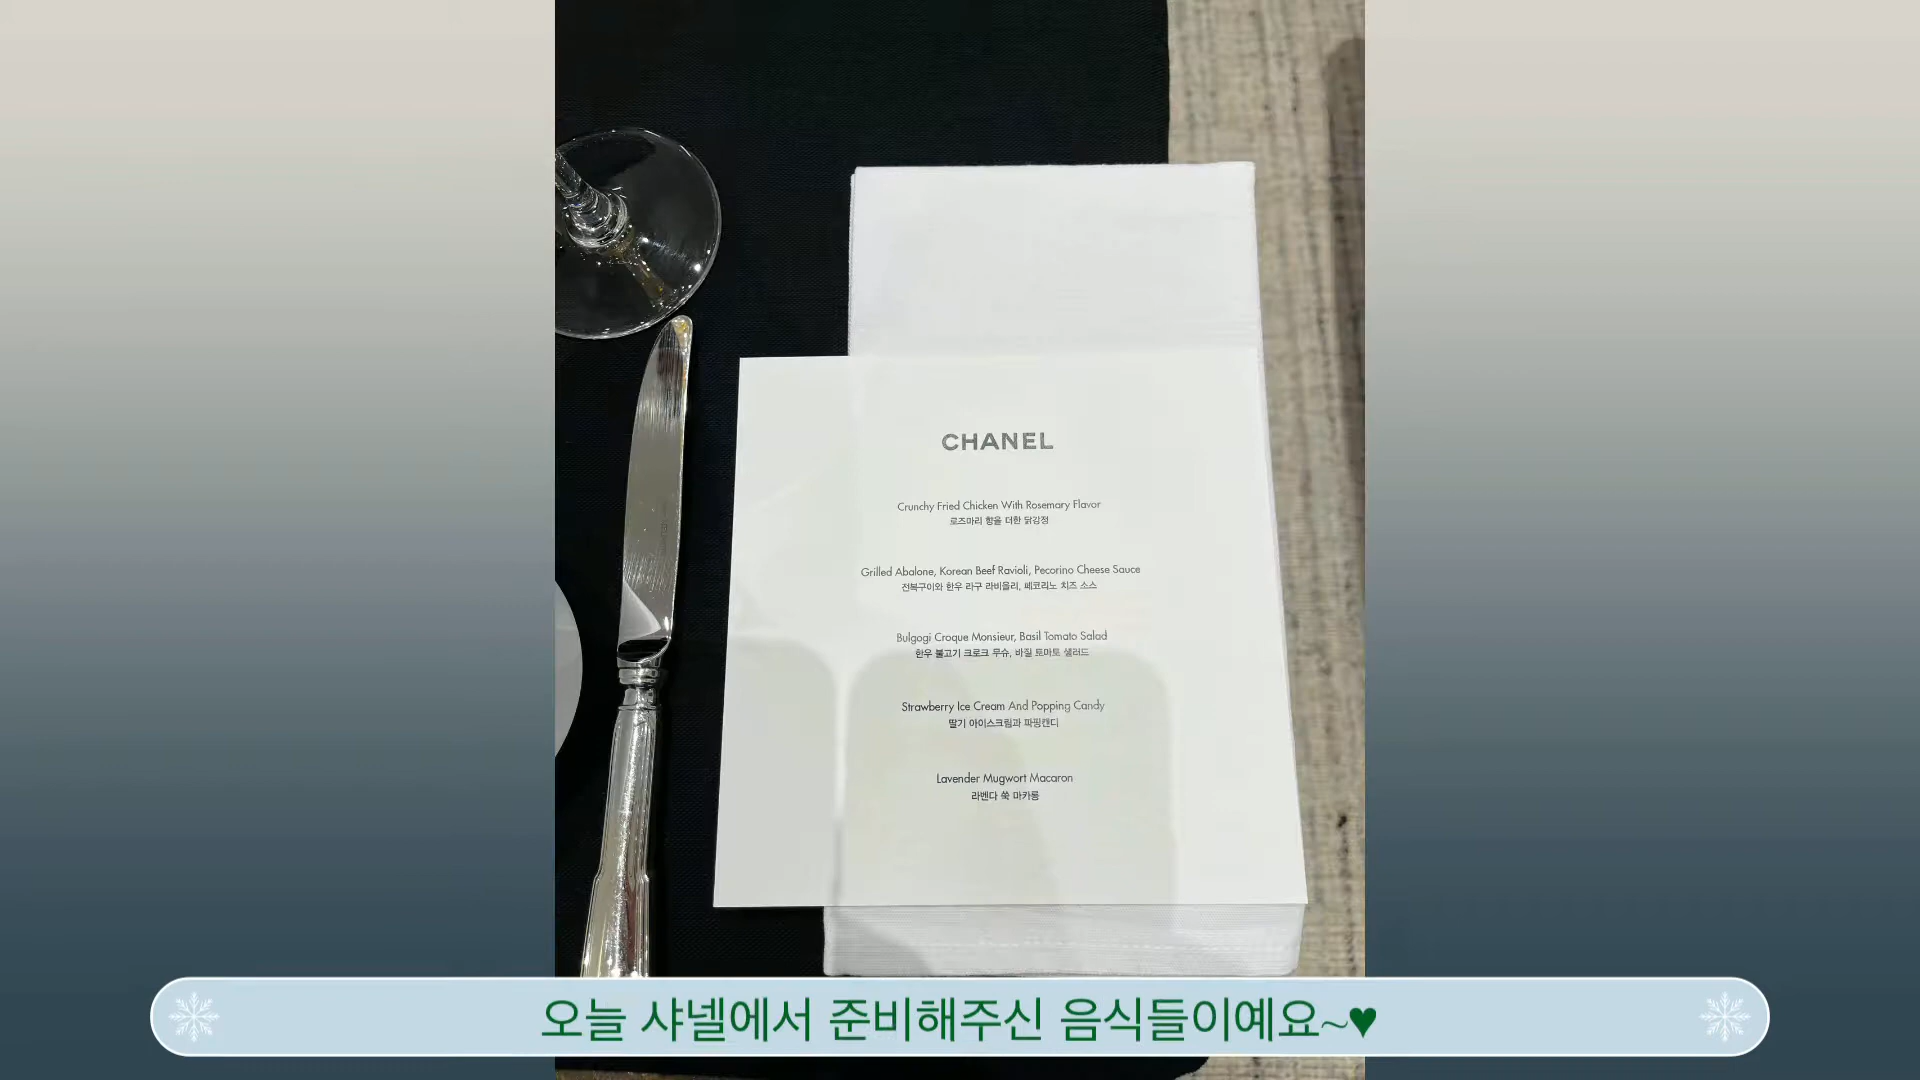 CHANEL
Crunchy Fried Chicken With Rosemary Flavor
로즈마리 향을 더한 닭강정
Grilled Abalone, Korean Beef Ravioli, Pecorino Cheese Sauce
전복구이와 한우 라구 라비올리, 페코리노 치즈 소스
Bulgogi Croque Monsieur, Basil Tomato Salad
한우 불고기 크로크 무슈, 바질 토마토 샐러드
Strawberry Ice Cream And Popping Candy
딸기 아이스크림과 파핑캔디
Lavender Mugwort Macaron
라벤다 쑥 마카롱
오늘 샤넬에서 준비해주신 음식들이예요~♥